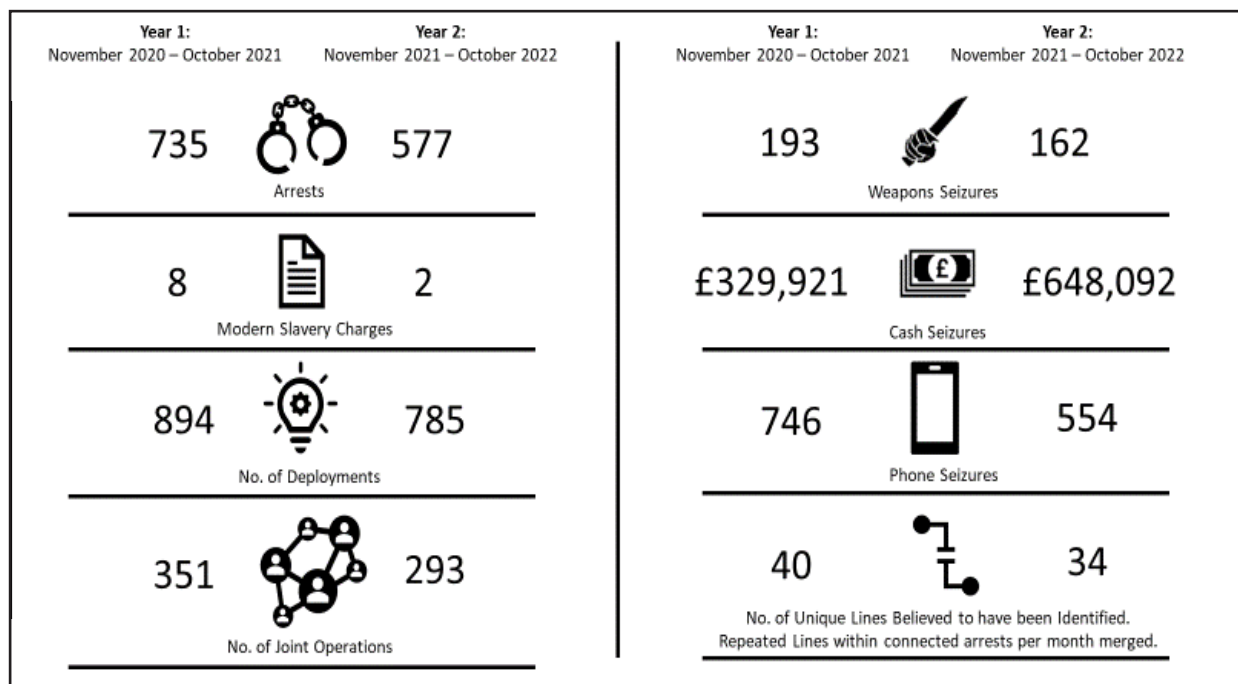 Year 1:
November 2020 – October 2021
Year 2:
November 2021 – October 2022
735
577
Arrests
8
2
Modern Slavery Charges
894
785
No. of Deployments
351
293
No. of Joint Operations
Year 1:
November 2020 – October 2021
Year 2:
November 2021 – October 2022
193
162
Weapons Seizures
£329,921
£
£648,092
Cash Seizures
746
554
Phone Seizures
40
34
No. of Unique Lines Believed to have been Identified.
Repeated Lines within connected arrests per month merged.